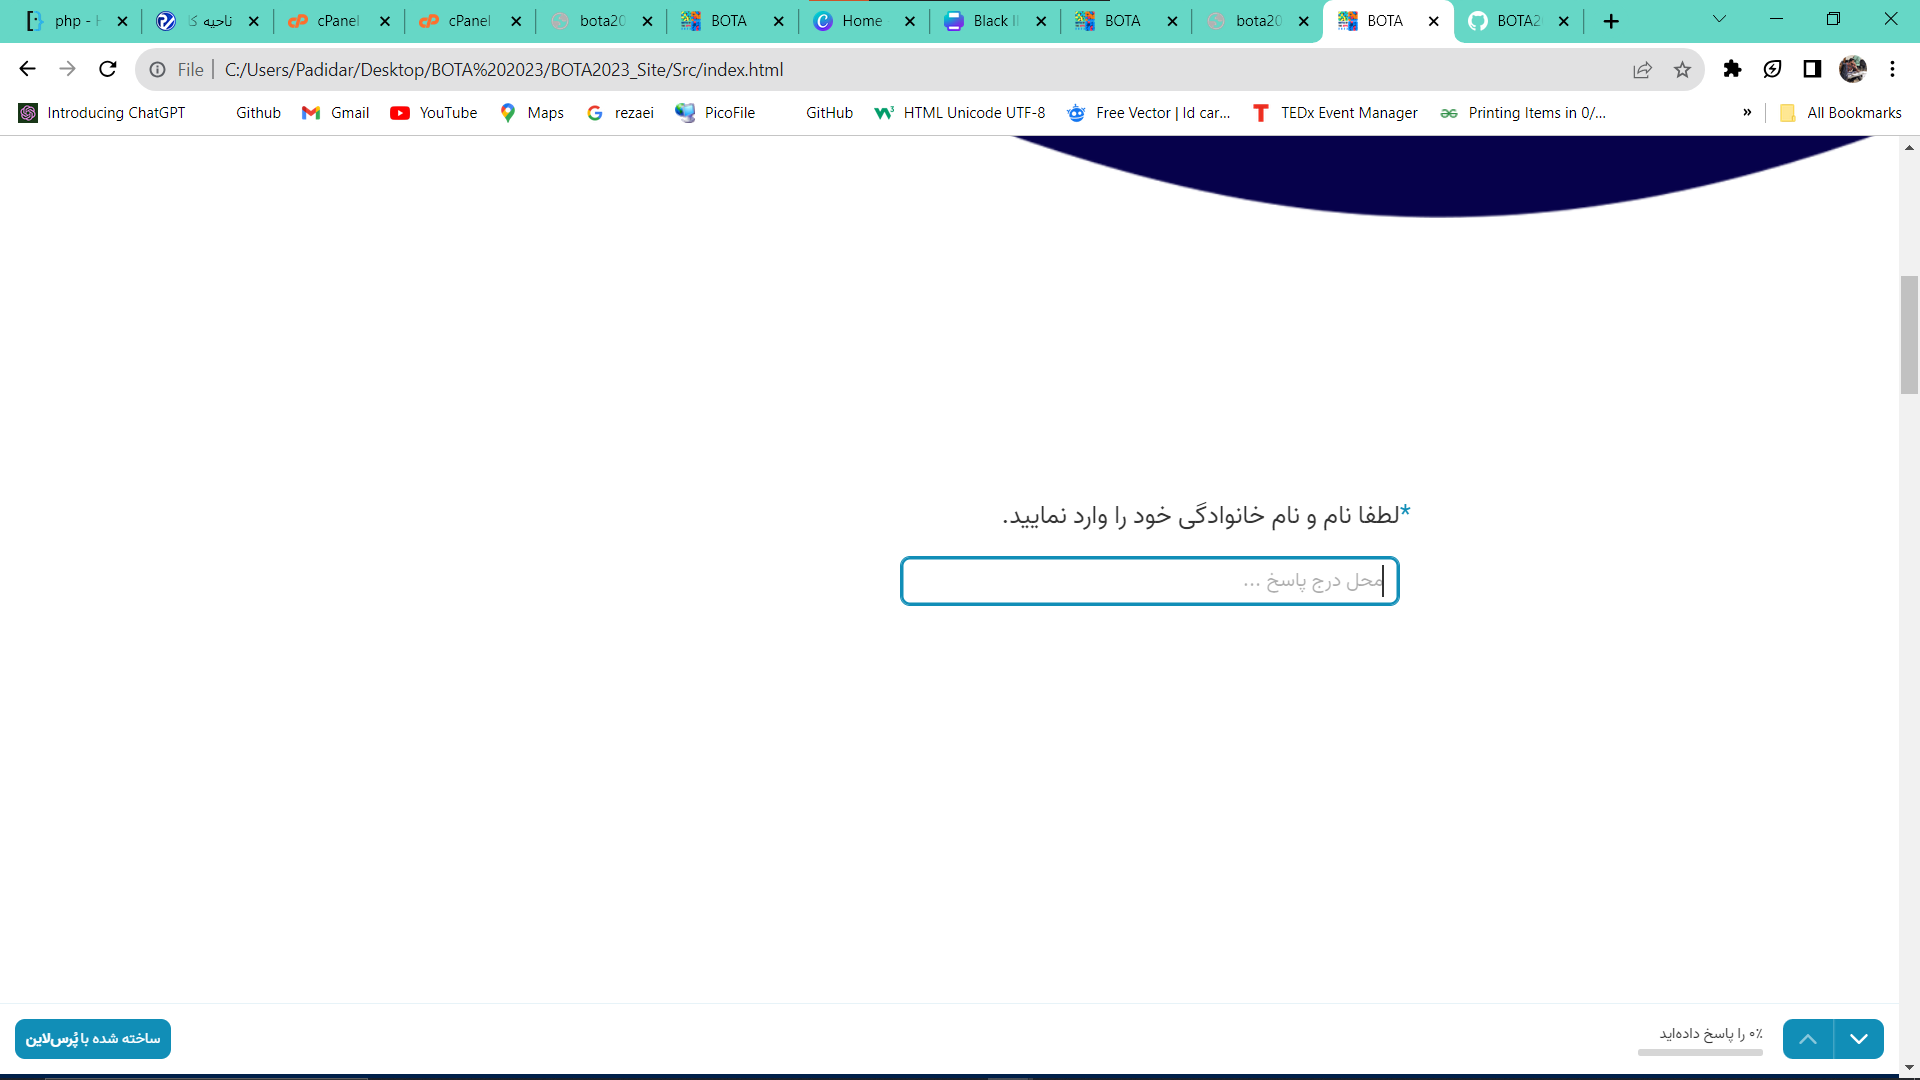 php - H
ناحیه کا
cPanel
cPanel
bota20
BOTA
Home -
Black Il
BOTA
bota20
BOTA
BOTA2
File
C:/Users/Padidar/Desktop/BOTA%202023/BOTA2023_Site/Src/index.html
Introducing ChatGPT
Github
Gmail
YouTube
Maps
rezaei
PicoFile
GitHub
HTML Unicode UTF-8
Free Vector | Id car...
TEDx Event Manager
Printing Items in 0/...
»
All Bookmarks
*لطفا نام و نام خانوادگی خود را وارد نمایید.
محل درج پاسخ ...
۰٪ را پاسخ داده‌اید
ساخته شده با پُرس‌لاین